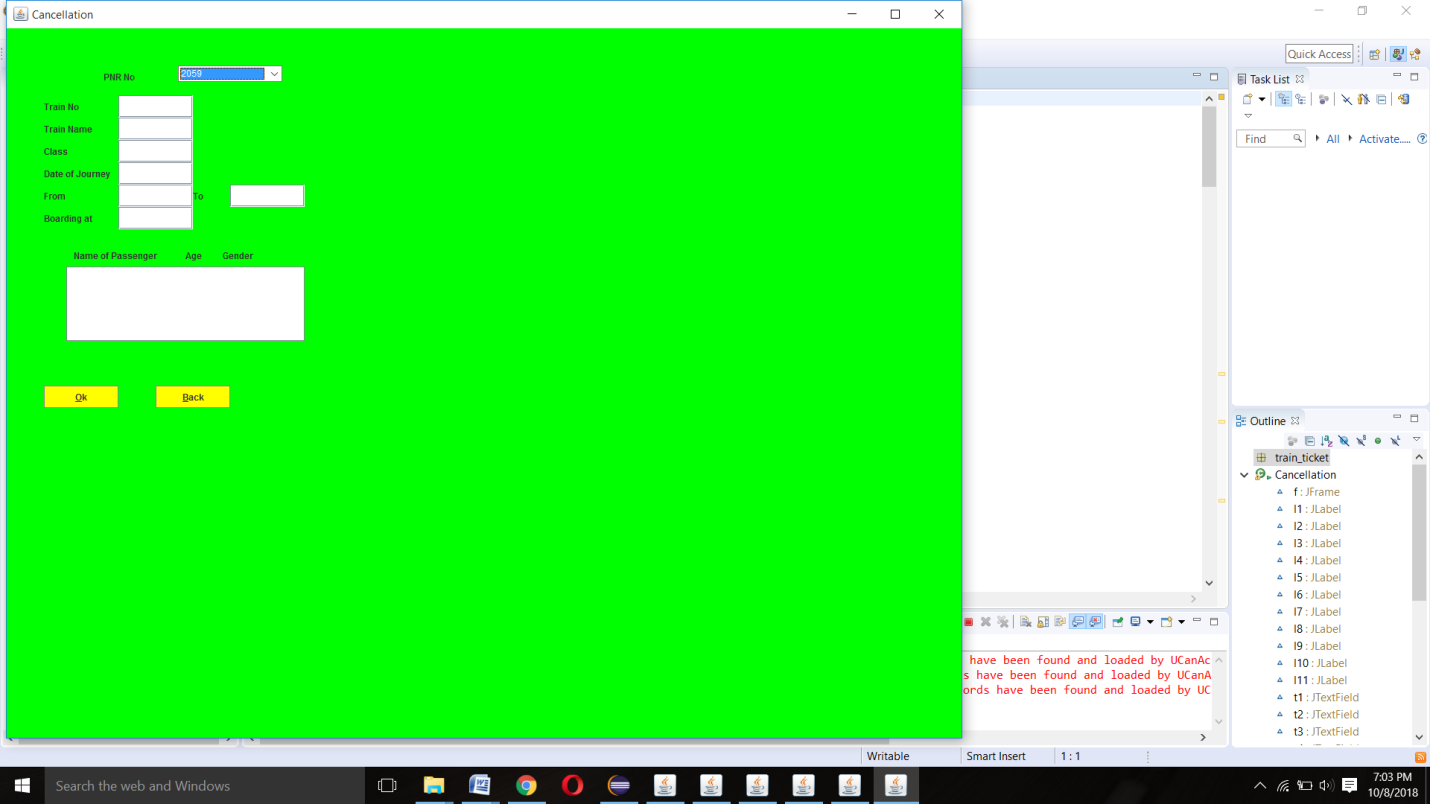 Cancellation
PNR No
2059
Train No
Train Name
Class
Date of Journey
From
To
Boarding at
Name of Passenger Age Gender
Ok
Back
Quick Access
Task List
Find
All
Activate.....
Outline
train_ticket
Cancellation
f : JFrame
l1 : JLabel
l2 : JLabel
l3 : JLabel
l4 : JLabel
l5 : JLabel
l6 : JLabel
l7 : JLabel
l8 : JLabel
l9 : JLabel
l10 : JLabel
l11 : JLabel
t1 : JTextField
t2 : JTextField
t3 : JTextField
have been found and loaded by UCanAc
s have been found and loaded by UCanA
ords have been found and loaded by UC
Writable
Smart Insert
1 : 1
Search the web and Windows
7:03 PM
10/8/2018